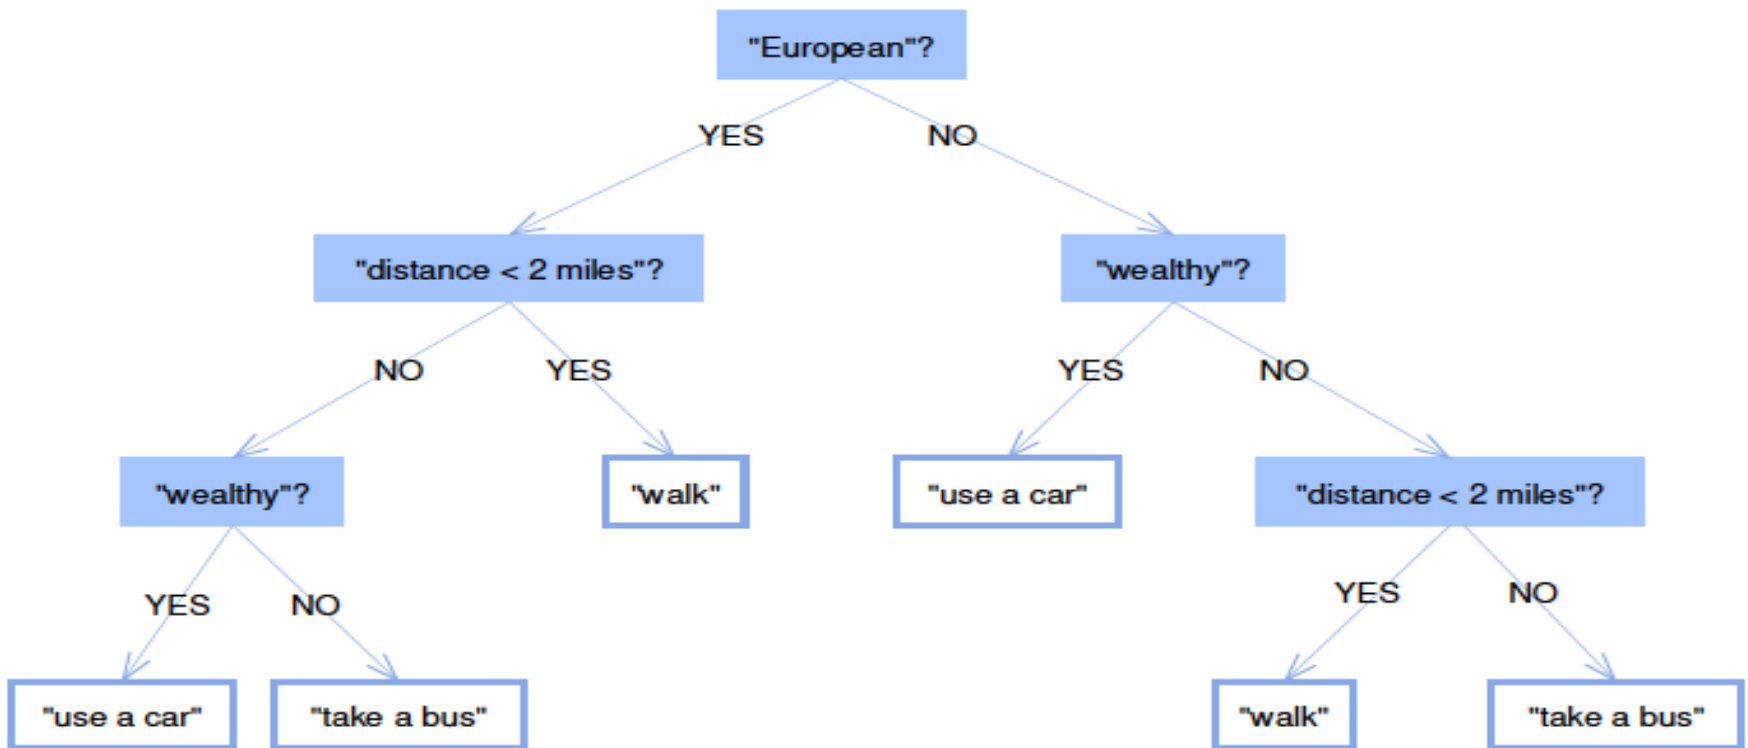 "European"?
YES
NO
"distance < 2 miles"?
"wealthy"?
NO
YES
YES
NO
"wealthy"?
"walk"
"use a car"
"distance < 2 miles"?
YES
NO
YES
NO
"use a car"
"take a bus"
"walk"
"take a bus"